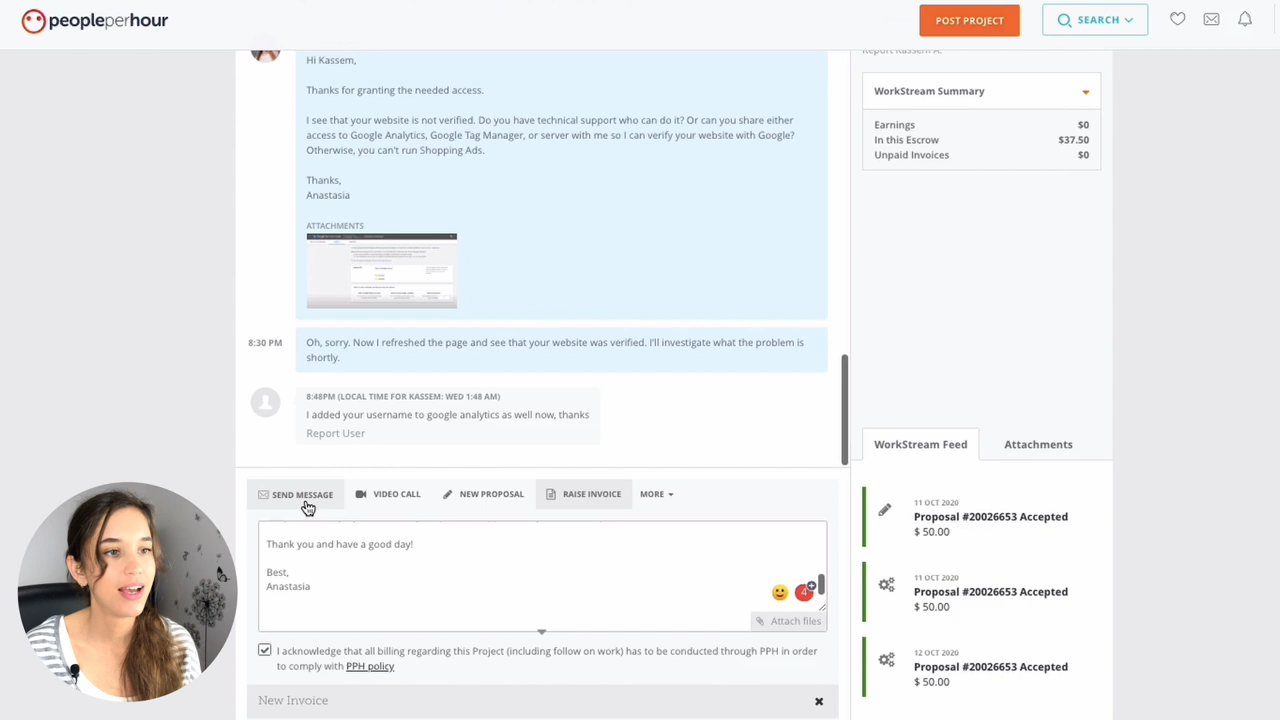 peopleperhour
POST PROJECT
SEARCH
Hi Kassem,
Thanks for granting the needed access.
I see that your website is not verified. Do you have technical support who can do it? Or can you share either
access to Google Analytics, Google Tag Manager, or server with me so I can verify your website with Google?
Otherwise, you can't run Shopping Ads.
Thanks,
Anastasia
ATTACHMENTS
8:30 PM
Oh, sorry. Now I refreshed the page and see that your website was verified. I'll investigate what the problem is
shortly.
8:48PM (LOCAL TIME FOR KASSEM: WED 1:48 AM)
I added your username to google analytics as well now, thanks
Report User
SEND MESSAGE
VIDEO CALL
NEW PROPOSAL
RAISE INVOICE
MORE
Thank you and have a good day!
Best,
Anastasia
4
Attach files
I acknowledge that all billing regarding this Project (including follow on work) has to be conducted through PPH in order
to comply with PPH policy
New Invoice
Report Kassem A.
WorkStream Summary
Earnings $0
In this Escrow $37.50
Unpaid Invoices $0
WorkStream Feed
Attachments
11 OCT 2020
Proposal #20026653 Accepted
$ 50.00
11 OCT 2020
Proposal #20026653 Accepted
$ 50.00
12 OCT 2020
Proposal #20026653 Accepted
$ 50.00